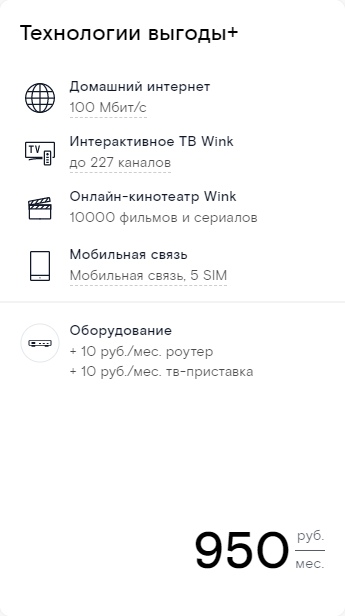 Технологии выгоды+
Домашний интернет
100 Мбит/с
TV
Интерактивное ТВ Wink
до 227 каналов
Онлайн-кинотеатр Wink
10000 фильмов и сериалов
Мобильная связь
Мобильная связь, 5 SIM
Оборудование
+ 10 руб./мес. роутер
+ 10 руб./мес. тв-приставка
950 руб.
мес.